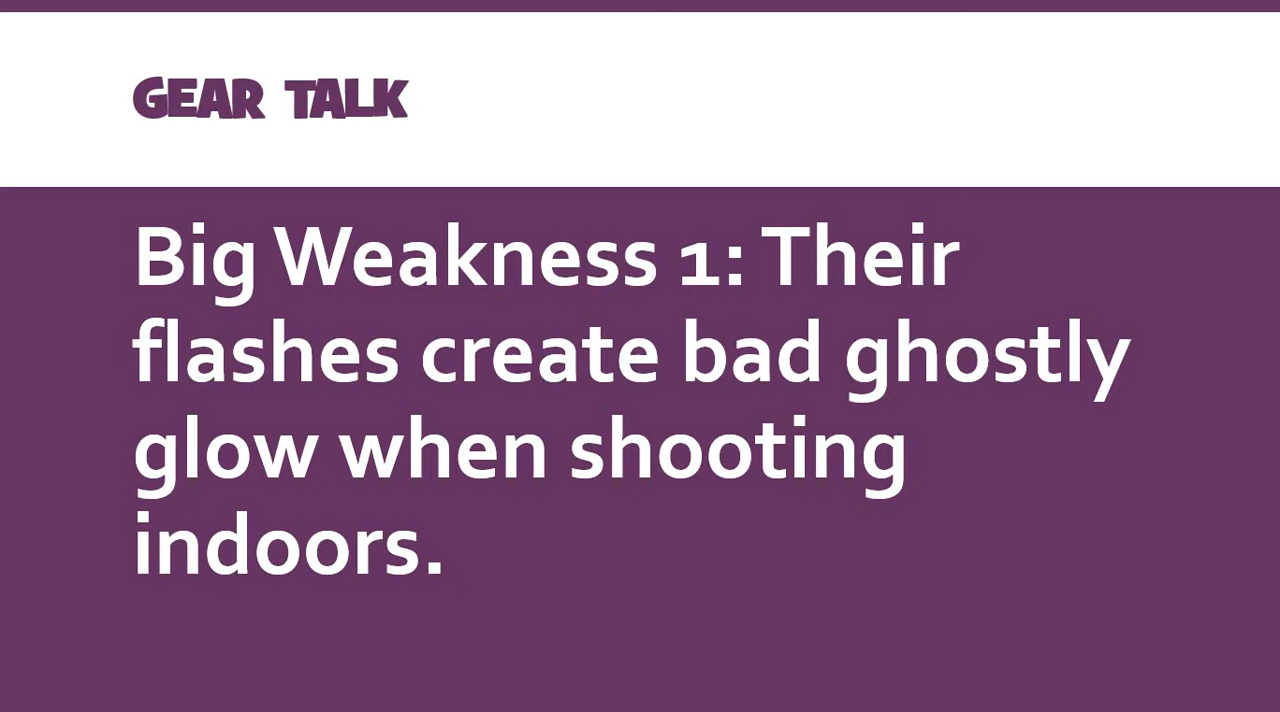 GEAR TALK
Big Weakness 1: Their
flashes create bad ghostly
glow when shooting
indoors.